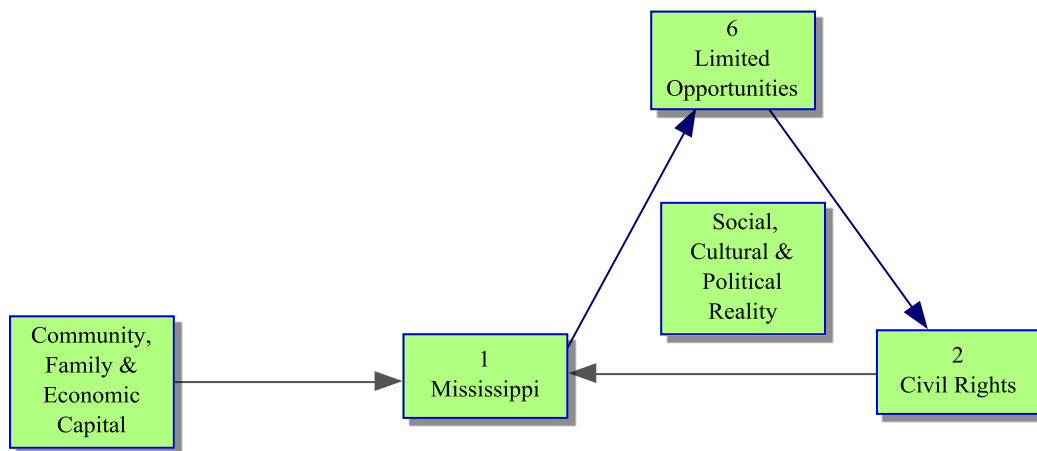 6
Limited
Opportunities
Social,
Cultural &
Political
Reality
Community,
Family &
Economic
Capital
1
Mississippi
2
Civil Rights